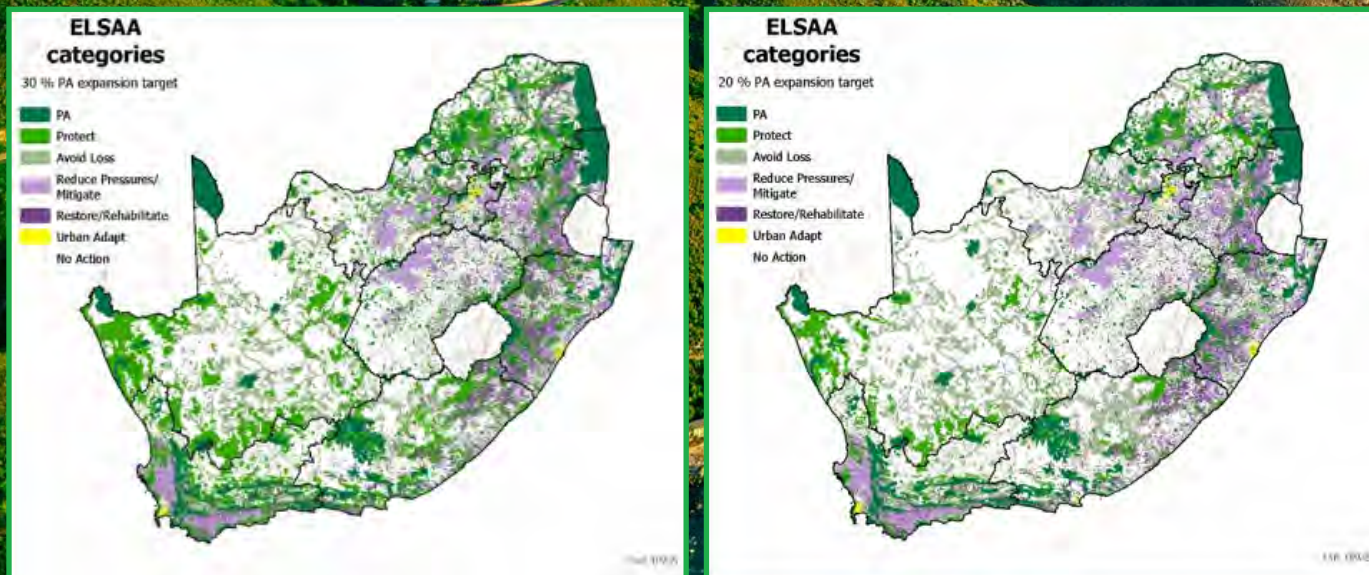 ELSAA
categories
30 % PA expansion target
PA
Protect
Avoid Loss
Reduce Pressures/
Mitigate
Restore/Rehabilitate
Urban Adapt
No Action
ELSAA
categories
20 % PA expansion target
PA
Protect
Avoid Loss
Reduce Pressures/
Mitigate
Restore/Rehabilitate
Urban Adapt
No Action